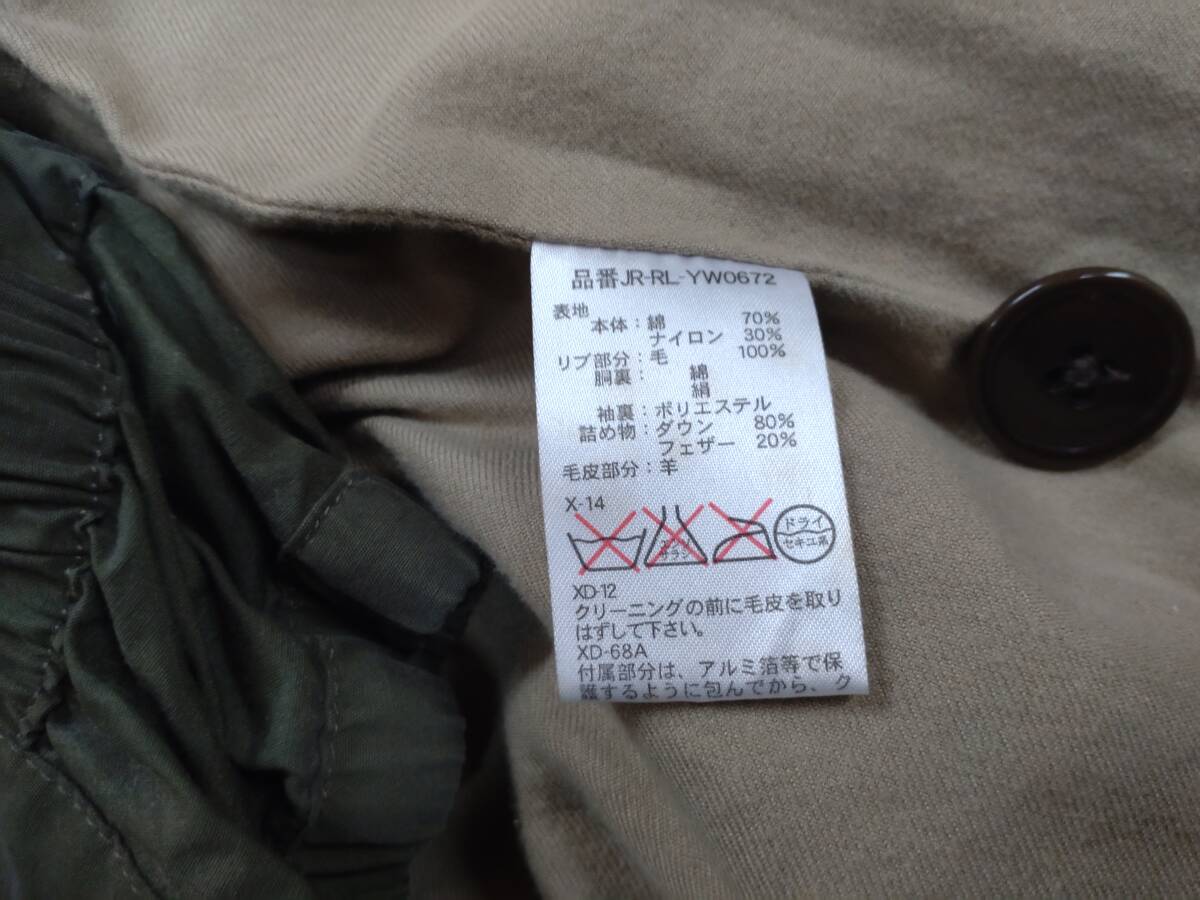 品番JR-RL-YW0672
表地
本体：綿 70%
ナイロン 30%
リブ部分：毛 100%
胴裏： 綿
絹
袖裏：ポリエステル
詰め物：ダウン 80%
フェザー 20%
毛皮部分：羊
X-14
ドライ
セキユ系
XD-12
クリーニングの前に毛皮を取り
はずして下さい。
XD-68A
付属部分は、アルミ箔等で保
護するように包んでから、ク